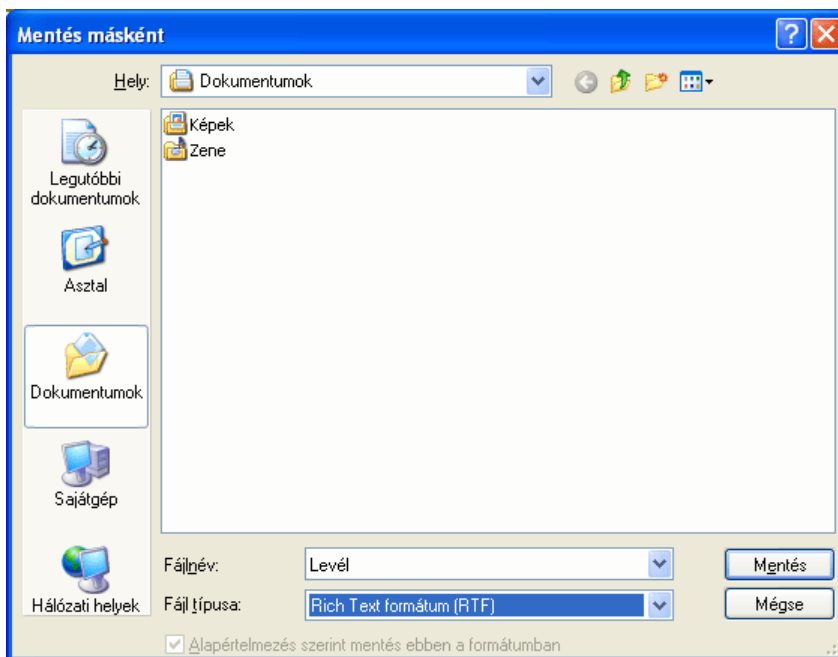 Mentés másként
Hely: Dokumentumok
Képek
Zene
Legutóbbi
dokumentumok
Asztal
Dokumentumok
Sajátgép
Hálózati helyek
Fájlnév: Levél Mentés
Fájl típusa: Rich Text formátum (RTF) Mégse
Alapértelmezés szerint mentés ebben a formátumban